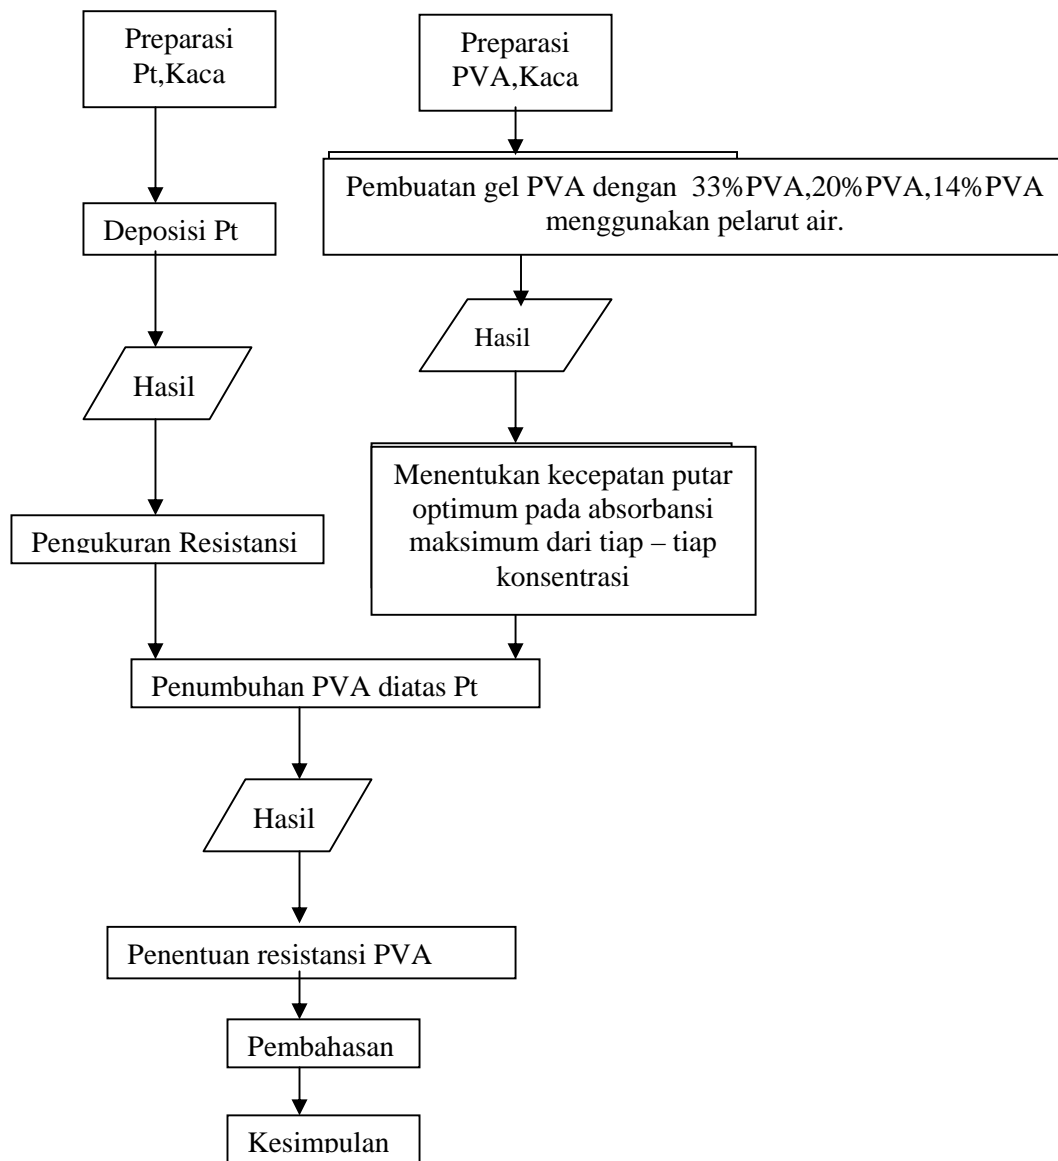 Preparasi
Pt,Kaca
Preparasi
PVA,Kaca
Pembuatan gel PVA dengan  33%PVA,20%PVA,14%PVA
menggunakan pelarut air.
Deposisi Pt
Hasil
Hasil
Menentukan kecepatan putar
optimum pada absorbansi
maksimum dari tiap – tiap
konsentrasi
Pengukuran Resistansi
Penumbuhan PVA diatas Pt
Hasil
Penentuan resistansi PVA
Pembahasan
Kesimpulan